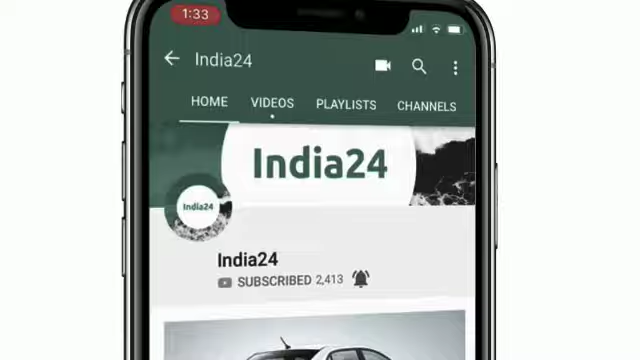 1:33
India24
HOME VIDEOS PLAYLISTS CHANNELS
India24
India24
India24
SUBSCRIBED 2,413